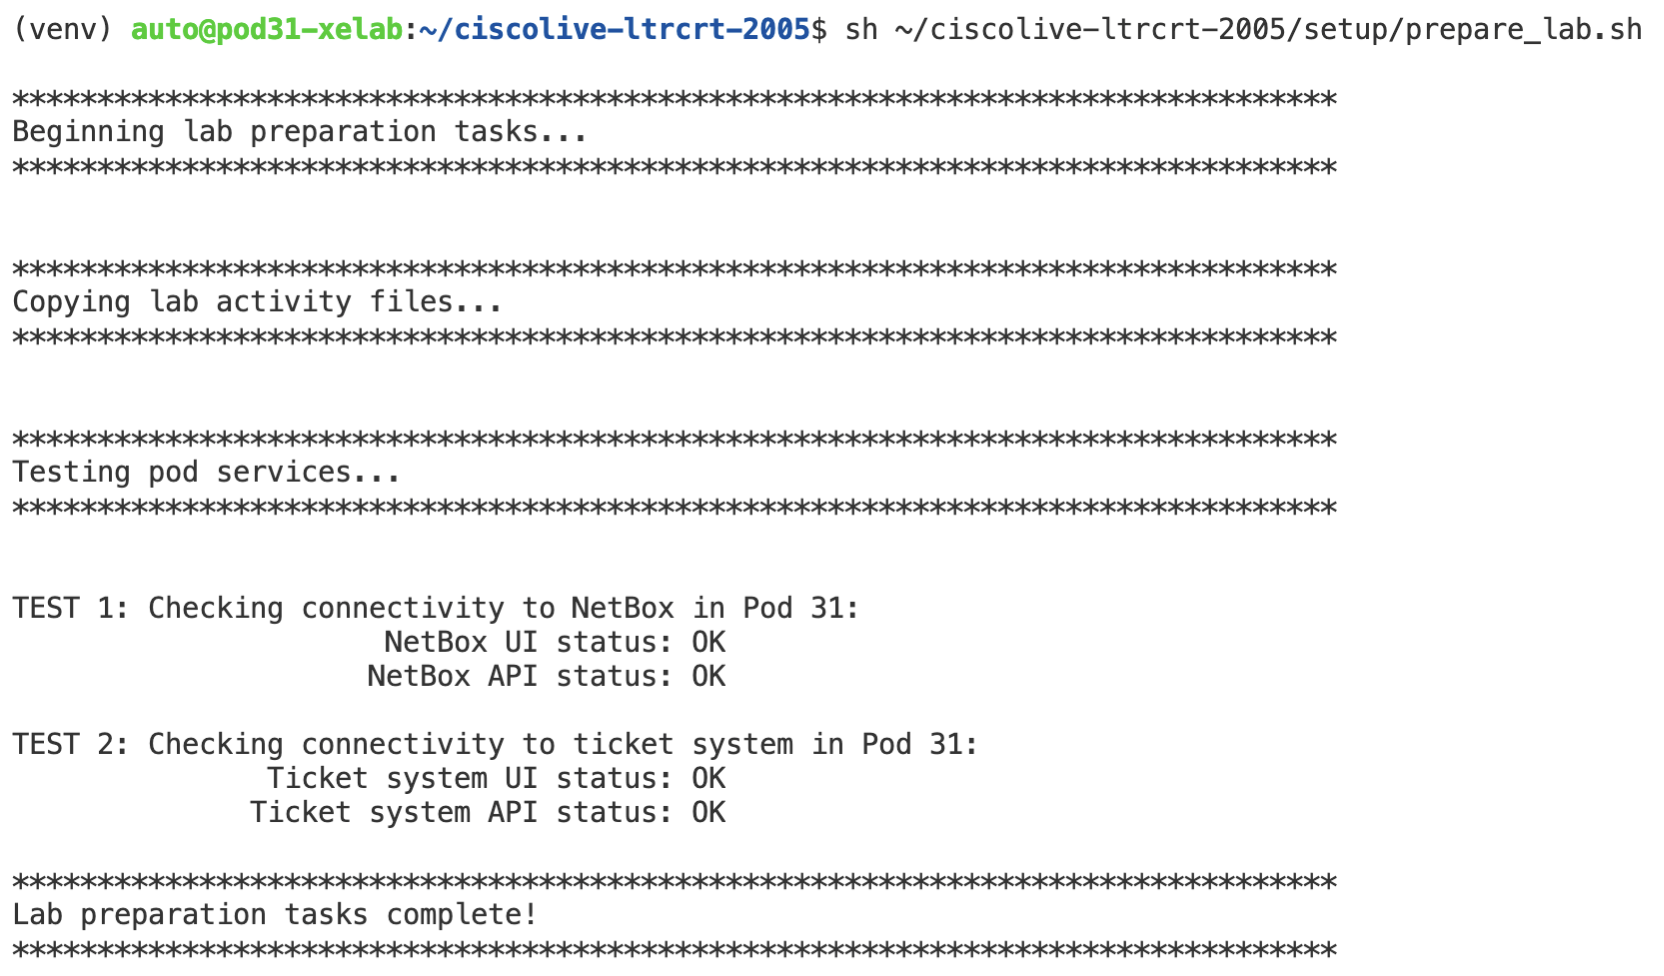 (venv) auto@pod31-xelab:~/ciscolive-ltrcrt-2005$ sh ~/ciscolive-ltrcrt-2005/setup/prepare_lab.sh
******************************************************************************
Beginning lab preparation tasks...
******************************************************************************
******************************************************************************
Copying lab activity files...
******************************************************************************
******************************************************************************
Testing pod services...
******************************************************************************
TEST 1: Checking connectivity to NetBox in Pod 31:
NetBox UI status: OK
NetBox API status: OK
TEST 2: Checking connectivity to ticket system in Pod 31:
Ticket system UI status: OK
Ticket system API status: OK
******************************************************************************
Lab preparation tasks complete!
******************************************************************************